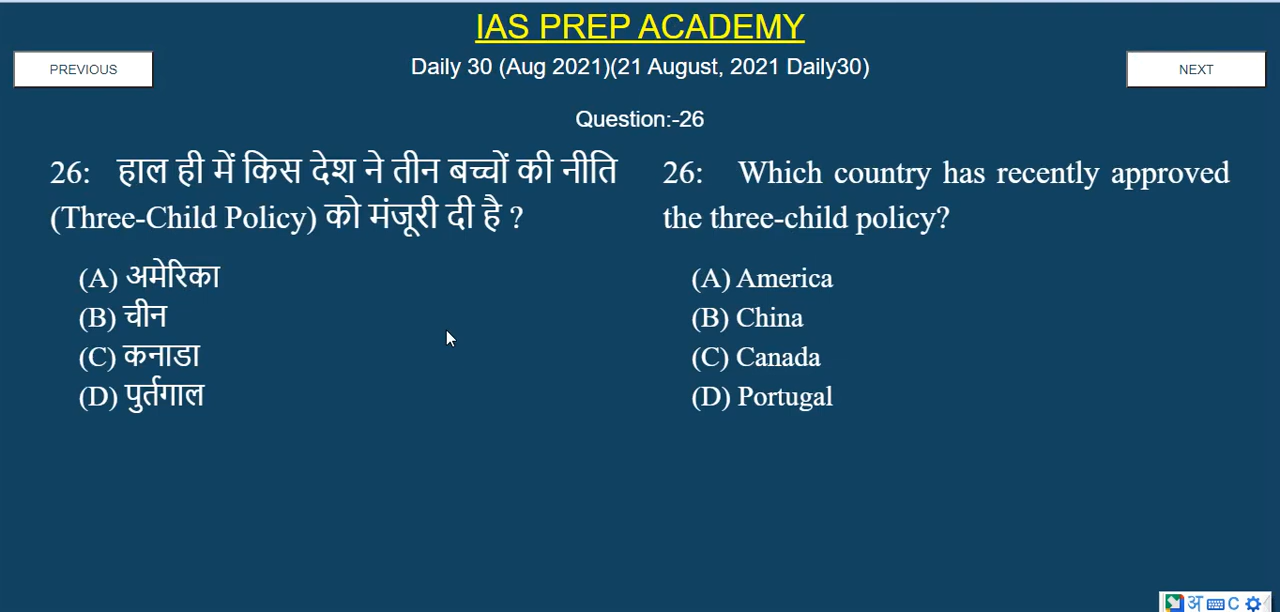 IAS PREP ACADEMY
PREVIOUS
Daily 30 (Aug 2021)(21 August, 2021 Daily30)
NEXT
Question:-26
26: हाल ही में किस देश ने तीन बच्चों की नीति
(Three-Child Policy) को मंजूरी दी है ?
(A) अमेरिका
(B) चीन
(C) कनाडा
(D) पुर्तगाल
26: Which country has recently approved
the three-child policy?
(A) America
(B) China
(C) Canada
(D) Portugal
अ C